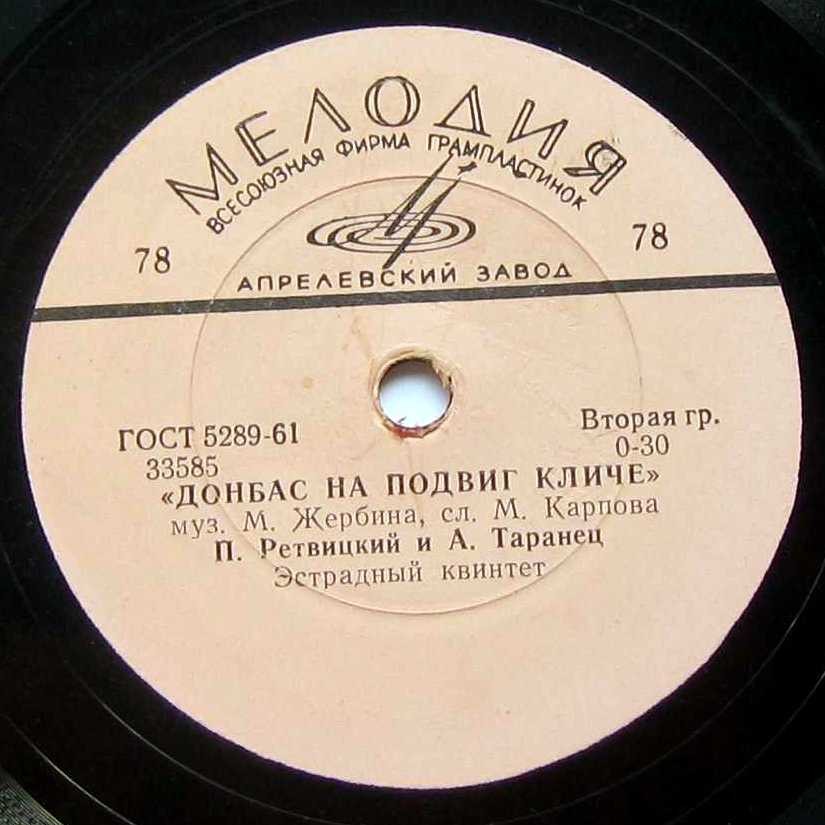 МЕЛОДИЯ
ВСЕСОЮЗНАЯ ФИРМА ГРАМПЛАСТИНОК
78 78
АПРЕЛЕВСКИЙ ЗАВОД
ГОСТ 5289-61 Вторая гр.
33585 0-30
«ДОНБАС НА ПОДВИГ КЛИЧЕ»
муз. М. Жербина, сл. М. Карпова
П. Ретвицкий и А. Таранец
Эстрадный квинтет